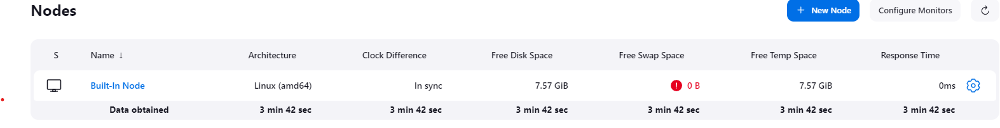 Nodes
+ New Node
Configure Monitors
S Name ↓ Architecture Clock Difference Free Disk Space Free Swap Space Free Temp Space Response Time
Built-In Node Linux (amd64) In sync 7.57 GiB ! 0 B 7.57 GiB 0ms
Data obtained 3 min 42 sec 3 min 42 sec 3 min 42 sec 3 min 42 sec 3 min 42 sec 3 min 42 sec